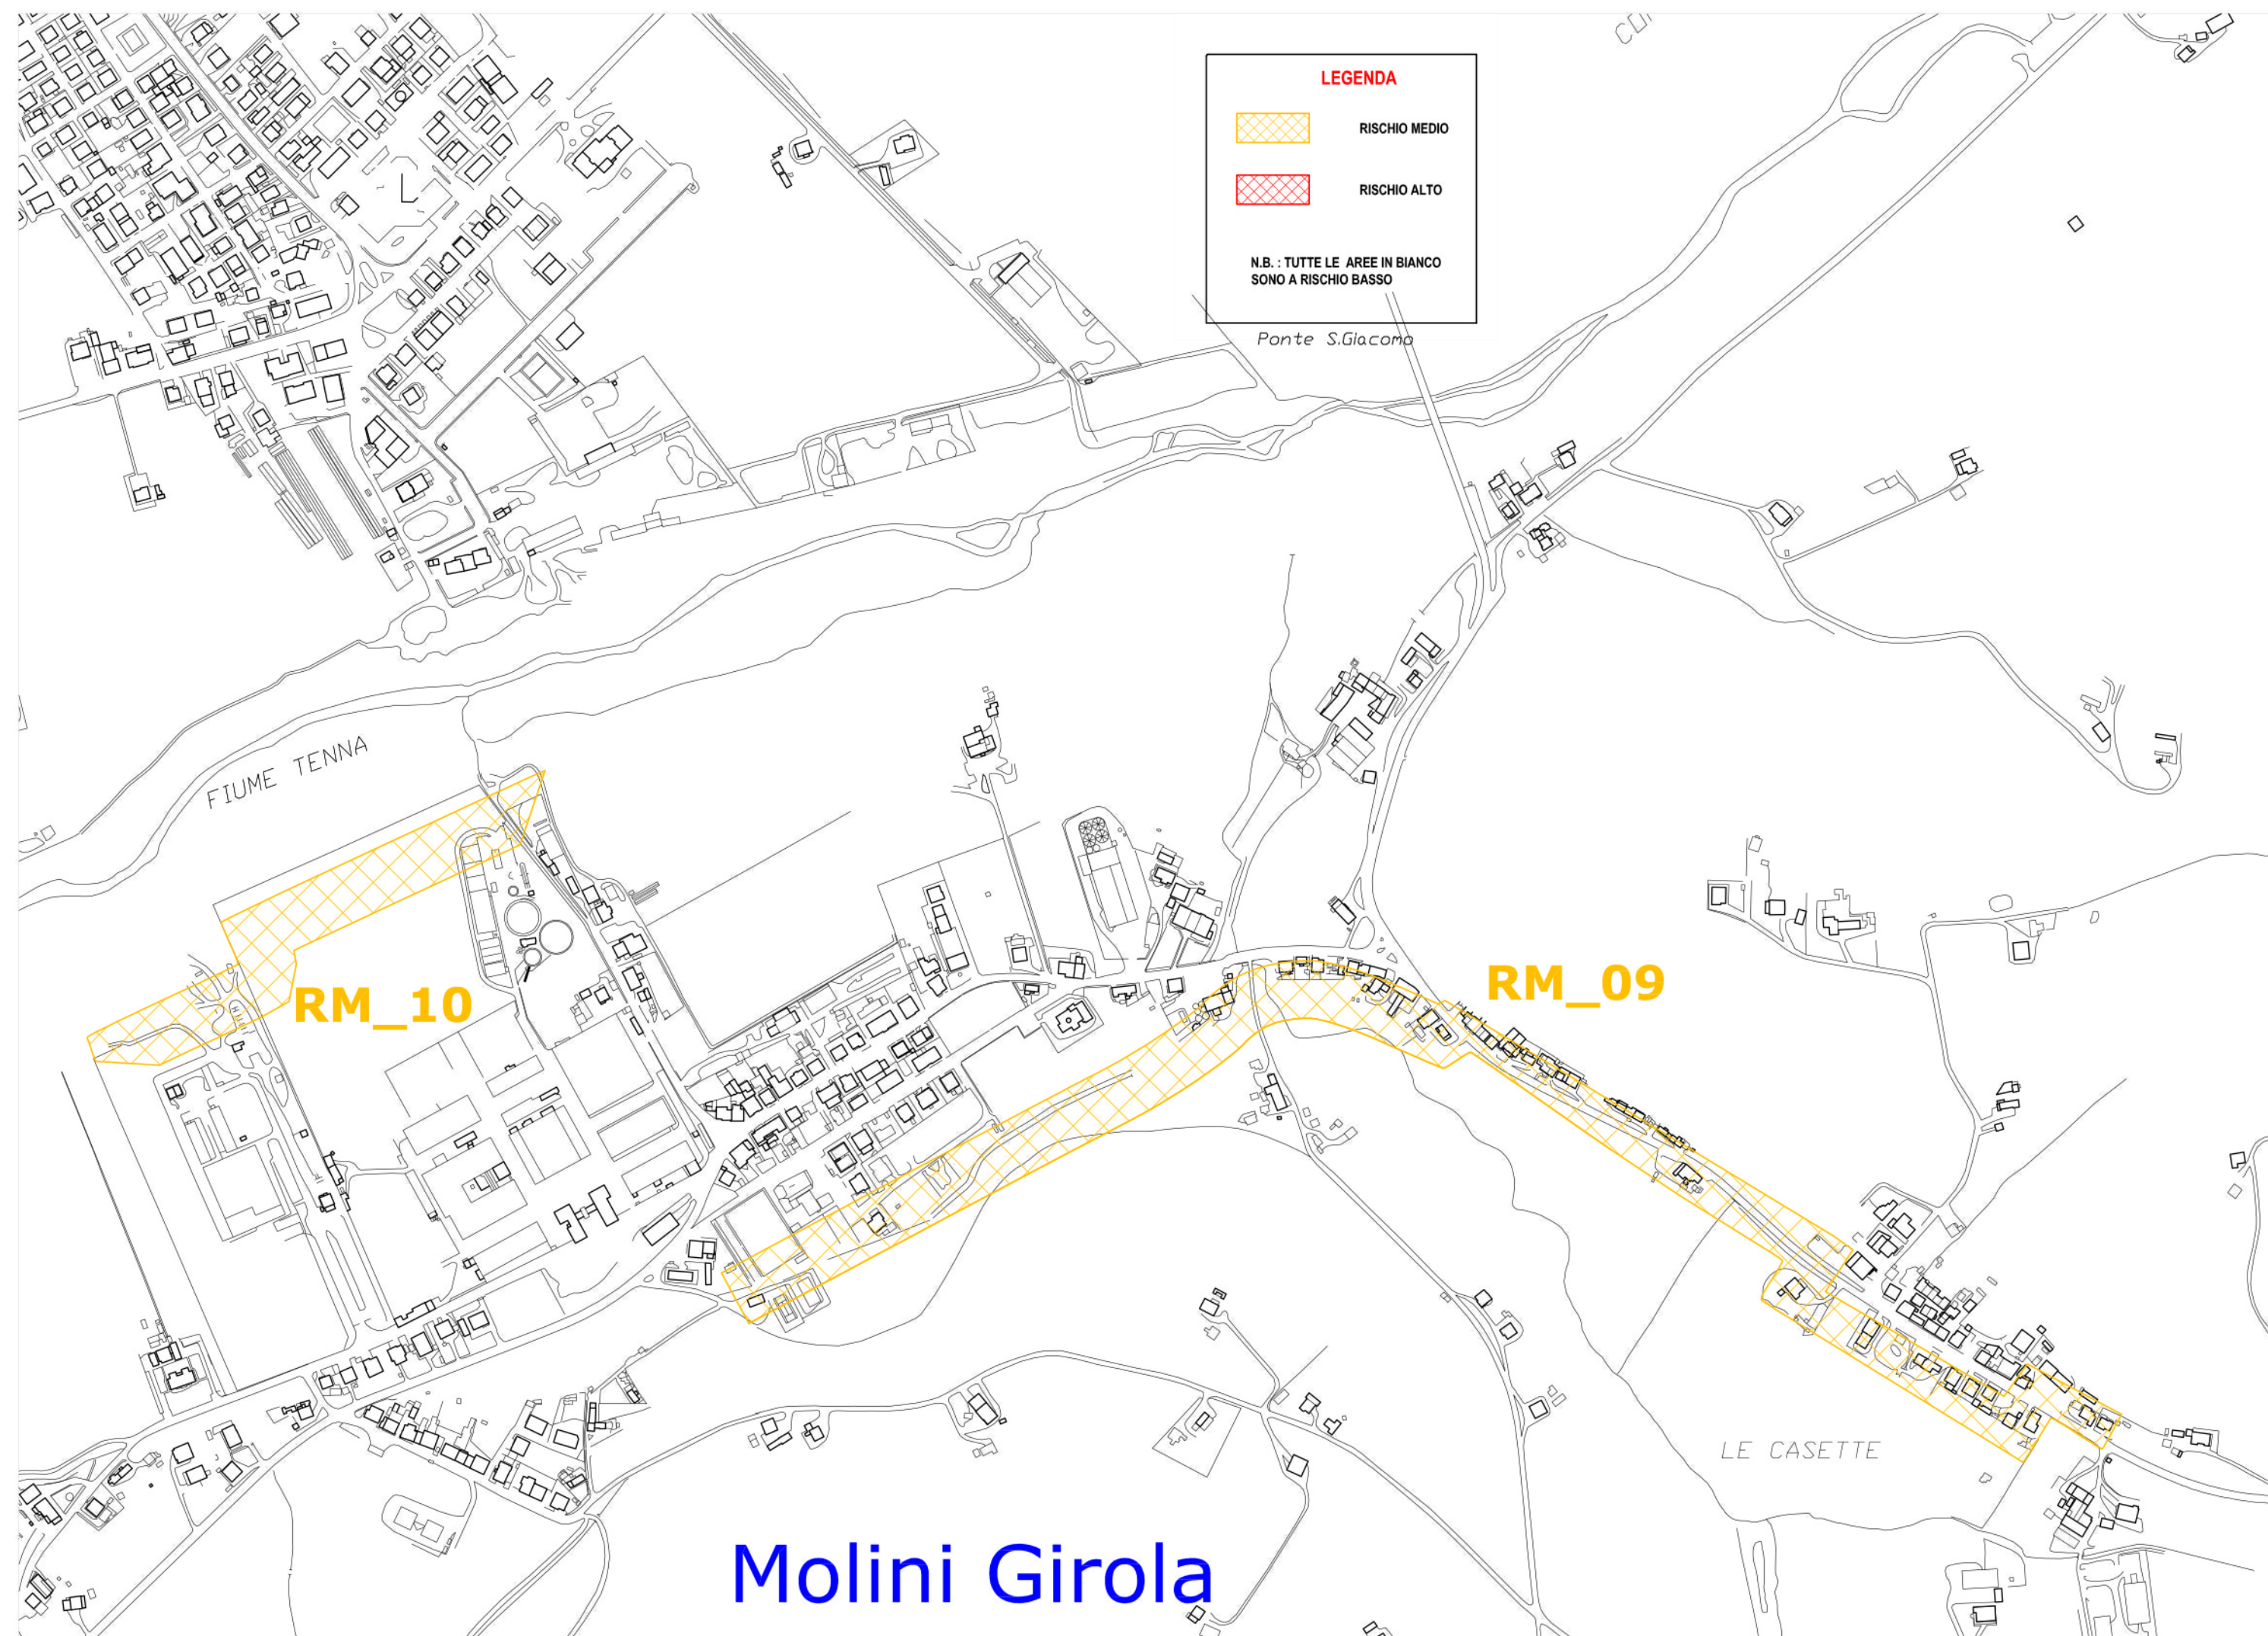 LEGENDA
RISCHIO MEDIO
RISCHIO ALTO
N.B. : TUTTE LE AREE IN BIANCO
SONO A RISCHIO BASSO
Ponte S.Giacomo
FIUME TENNA
RM_10
RM_09
LE CASETTE
Molini Girola